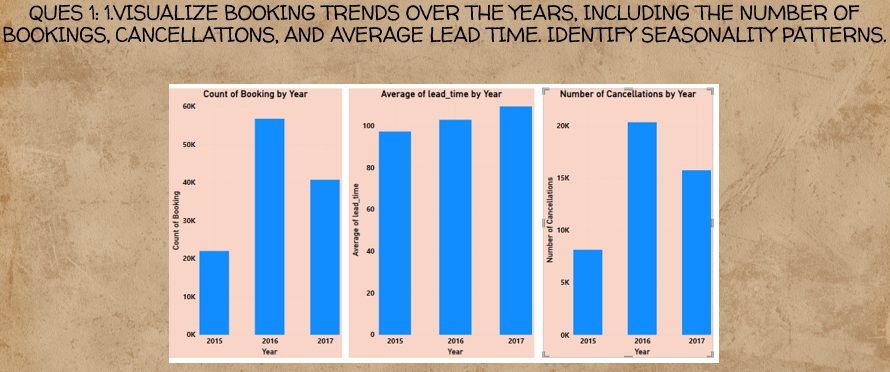 QUES 1: 1.VISUALIZE BOOKING TRENDS OVER THE YEARS, INCLUDING THE NUMBER OF
BOOKINGS, CANCELLATIONS, AND AVERAGE LEAD TIME. IDENTIFY SEASONALITY PATTERNS.
Count of Booking by Year
60K
50K
40K
30K
20K
10K
0K
Count of Booking
2015 2016 2017
Year
Average of lead_time by Year
100
80
60
40
20
0
Average of lead_time
2015 2016 2017
Year
Number of Cancellations by Year
20K
15K
10K
5K
0K
Number of Cancellations
2015 2016 2017
Year